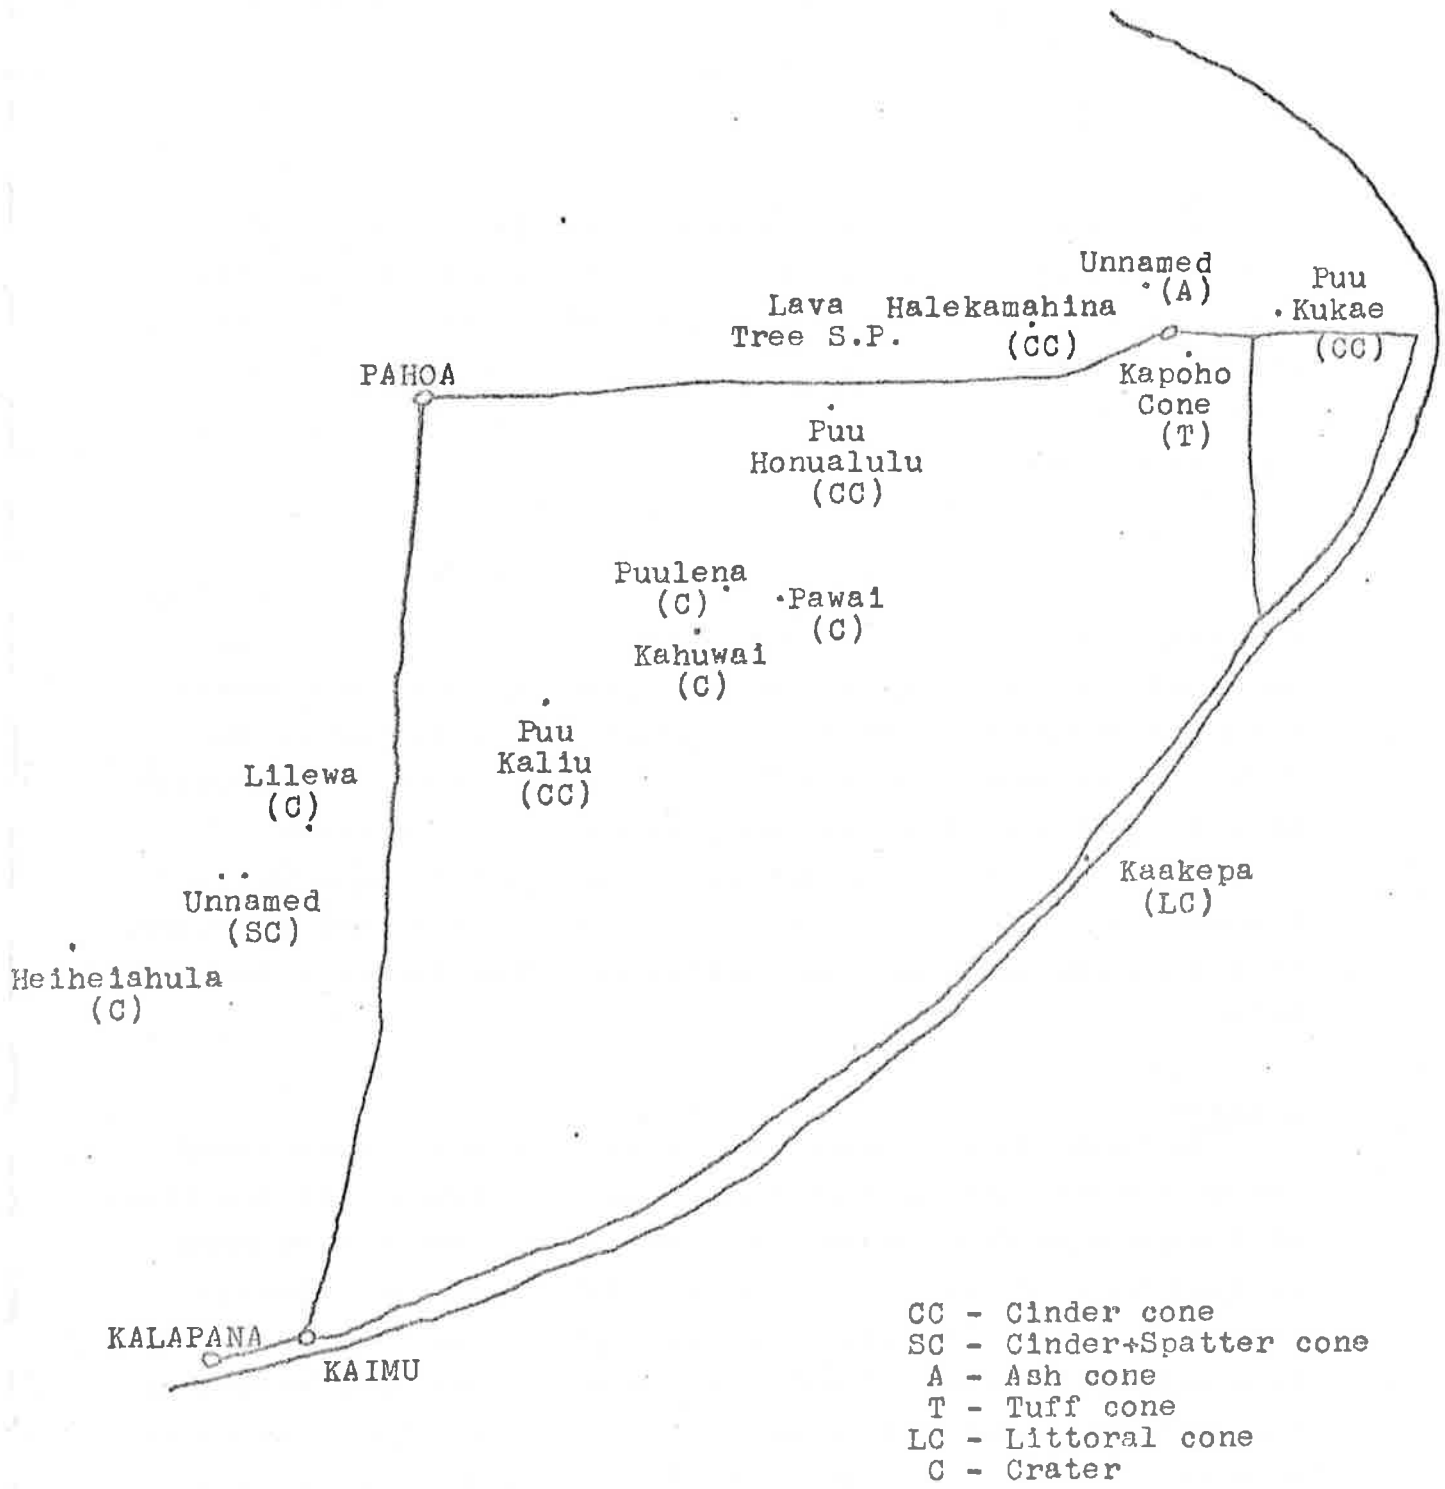 Unnamed
(A)
Puu
Kukae
(CC)
Lava
Tree S.P.
Halekamahina
(CC)
PAHOA
Kapoho
Cone
(T)
Puu
Honualulu
(CC)
Puulena
(C)
Pawai
(C)
Kahuwai
(C)
Puu
Kaliu
(CC)
Lilewa
(C)
Unnamed
(SC)
Heiheiahula
(C)
Kaakepa
(LC)
KALAPANA
KAIMU
CC - Cinder cone
SC - Cinder+Spatter cone
A - Ash cone
T - Tuff cone
LC - Littoral cone
C - Crater